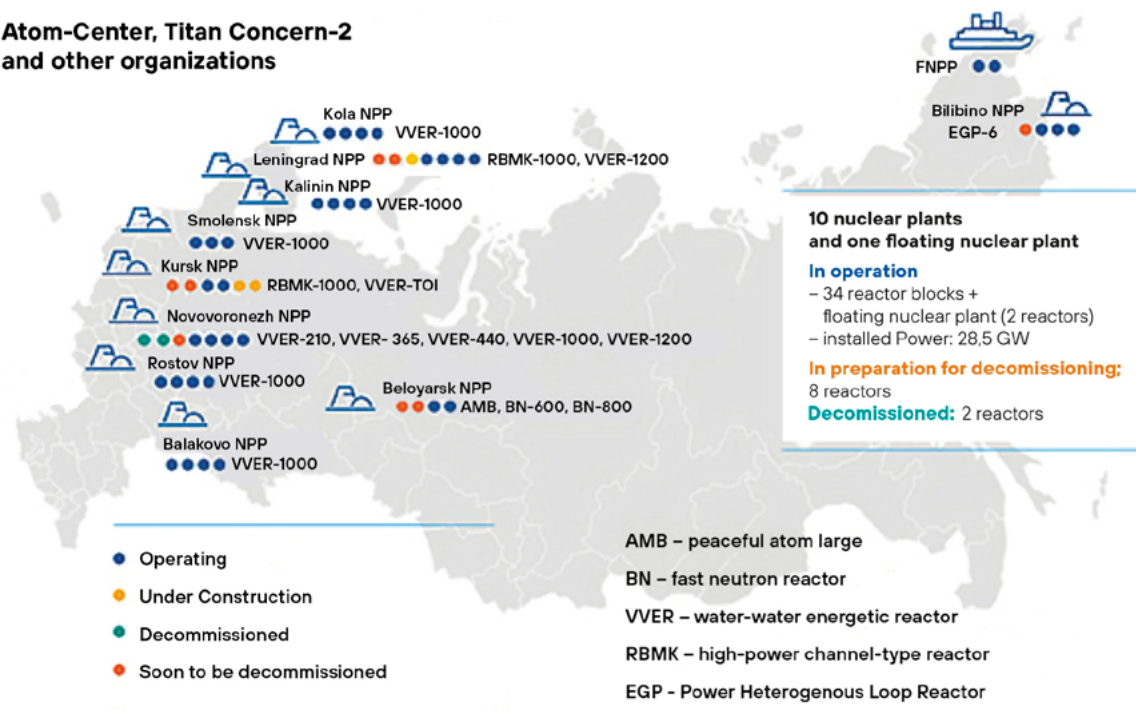 Atom-Center, Titan Concern-2
and other organizations
FNPP
Bilibino NPP
EGP-6
Kola NPP
VVER-1000
Leningrad NPP
RBMK-1000, VVER-1200
Kalinin NPP
VVER-1000
Smolensk NPP
VVER-1000
Kursk NPP
RBMK-1000, VVER-TOI
Novovoronezh NPP
VVER-210, VVER- 365, VVER-440, VVER-1000, VVER-1200
Rostov NPP
VVER-1000
Beloyarsk NPP
AMB, BN-600, BN-800
Balakovo NPP
VVER-1000
10 nuclear plants
and one floating nuclear plant
In operation
– 34 reactor blocks +
floating nuclear plant (2 reactors)
– installed Power: 28,5 GW
In preparation for decomissioning:
8 reactors
Decomissioned: 2 reactors
Operating
Under Construction
Decommissioned
Soon to be decommissioned
AMB – peaceful atom large
BN – fast neutron reactor
VVER – water-water energetic reactor
RBMK – high-power channel-type reactor
EGP - Power Heterogenous Loop Reactor